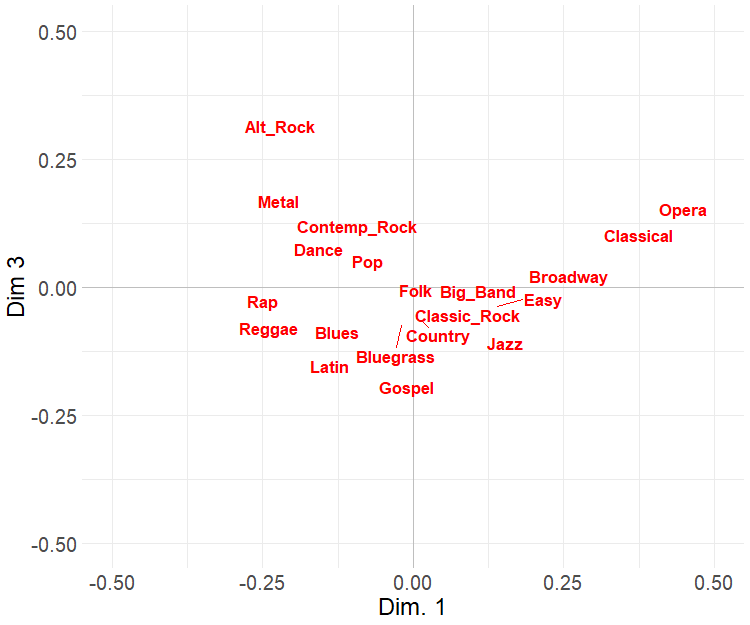 0.50
Alt_Rock
0.25
Metal
Opera
Contemp_Rock
Classical
Dance
Pop
Broadway
0.00
Folk
Big_Band
Easy
Rap
Classic_Rock
Reggae
Blues
Country
Jazz
Bluegrass
Latin
Gospel
-0.25
-0.50
Dim 3
-0.50
-0.25
0.00
0.25
0.50
Dim. 1